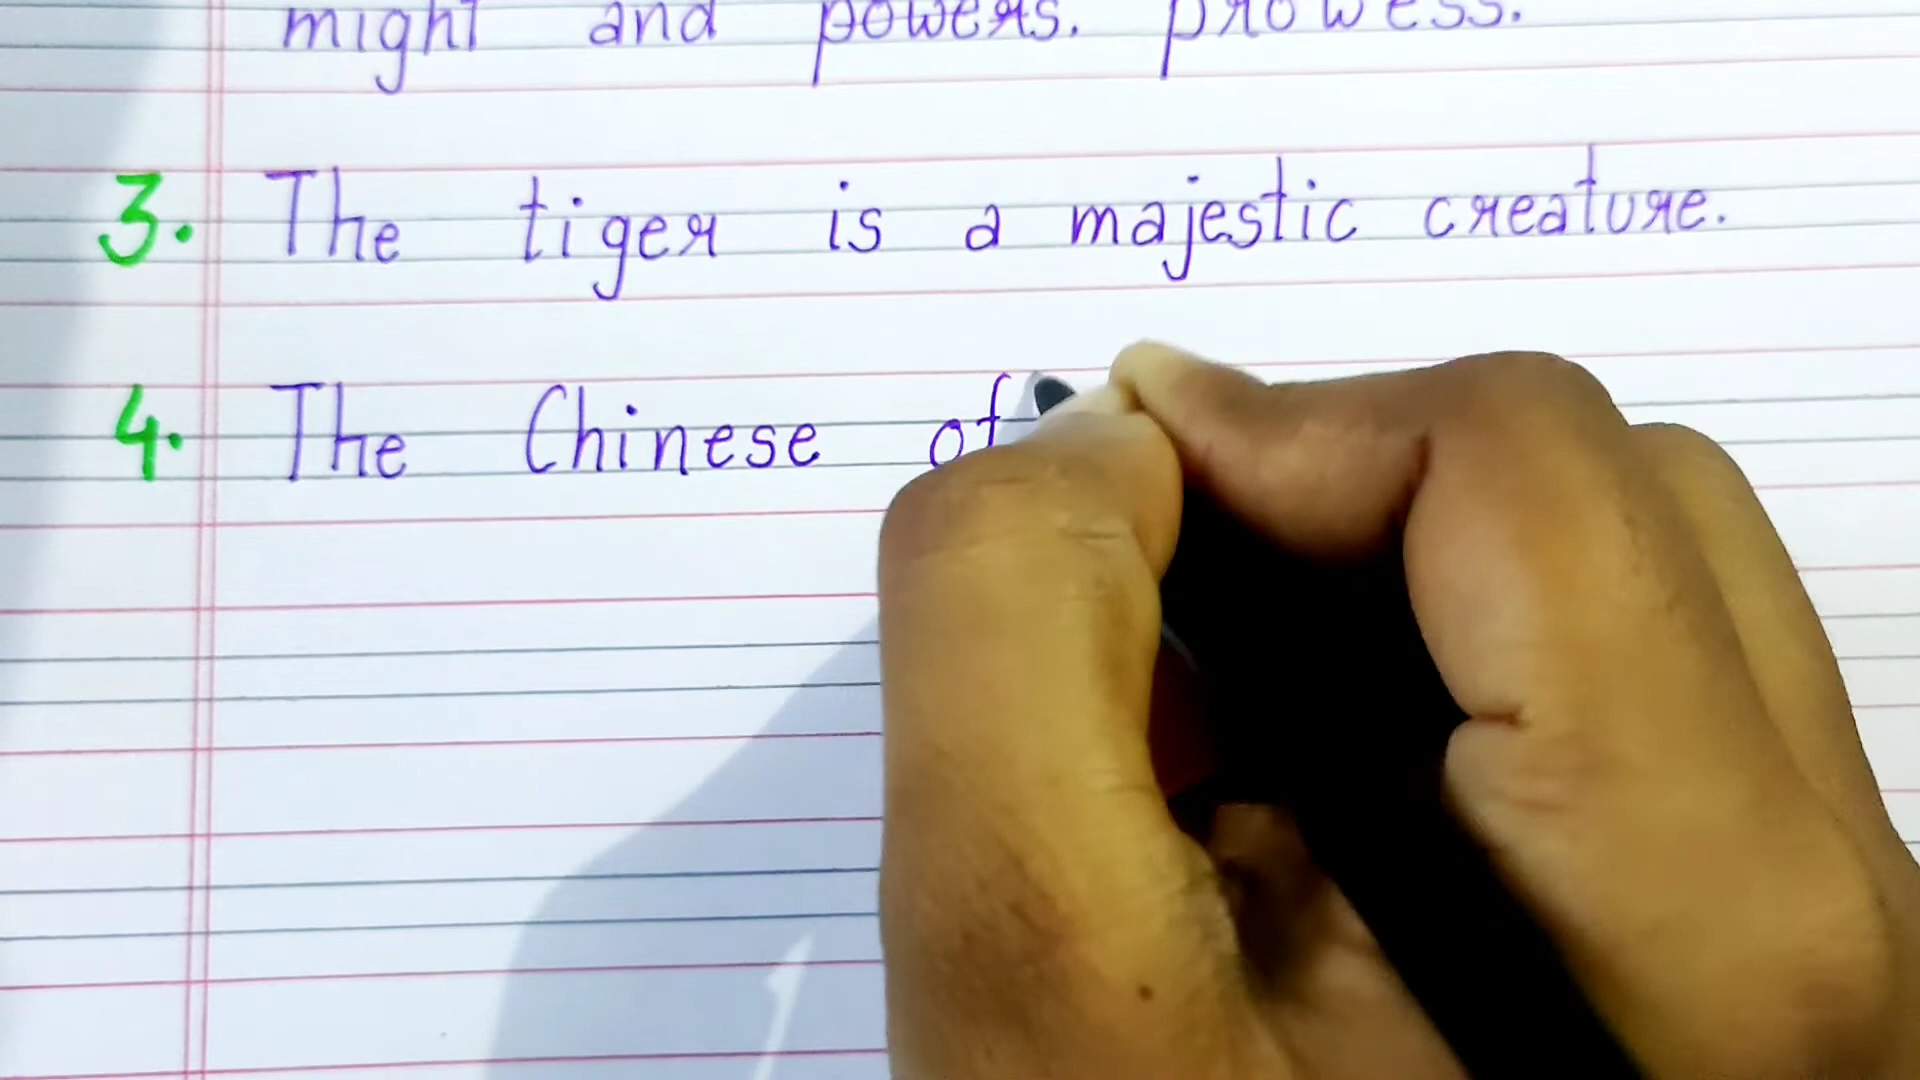 might and powers. prowess.
3. The tiger is a majestic creature.
4. The Chinese of